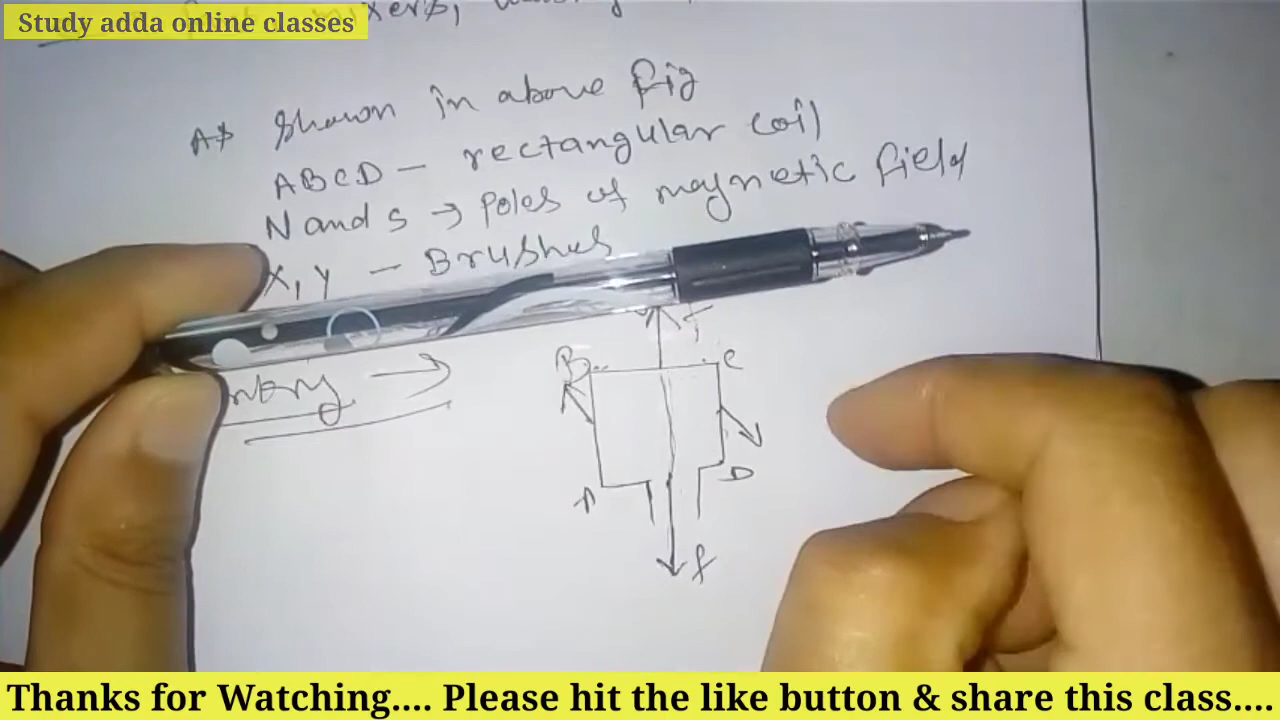 Study adda online classes
mixers,
As shown in above fig
ABCD - rectangular coil
N and S → Poles of magnetic field
X, Y - Brushes
F
B C
A D
f
Thanks for Watching.... Please hit the like button & share this class....